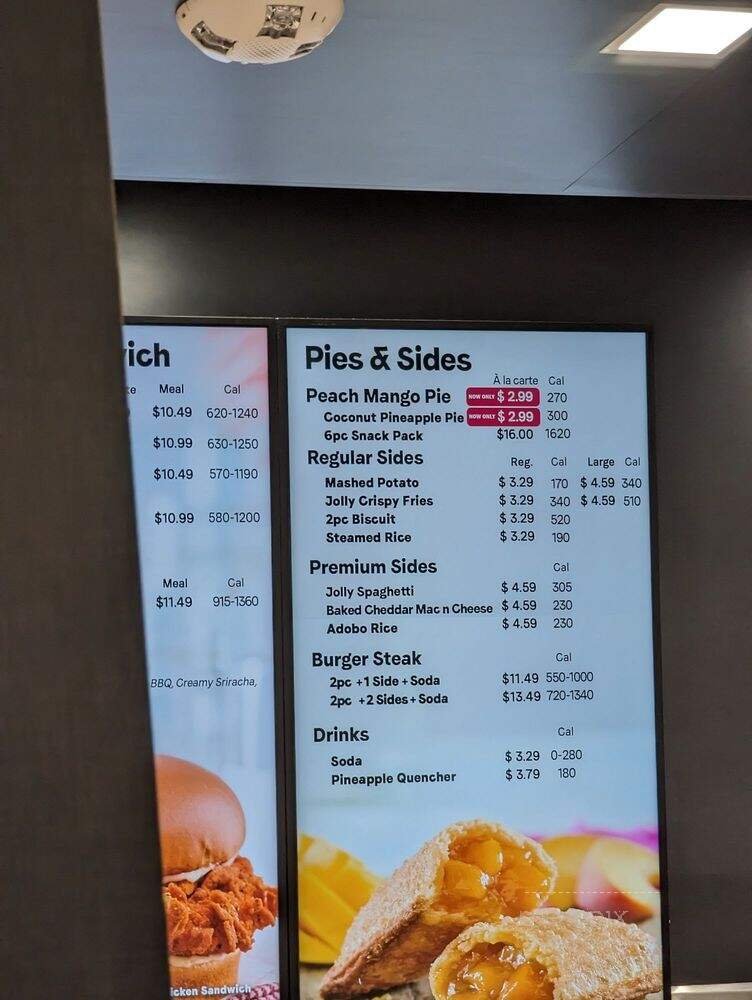 Meal Cal
$10.49 620-1240
$10.99 630-1250
$10.49 570-1190
$10.99 580-1200
Meal Cal
$11.49 915-1360
BBQ, Creamy Sriracha,
Sandwich
Pies & Sides
À la carte Cal
Peach Mango Pie NOW ONLY $ 2.99 270
Coconut Pineapple Pie NOW ONLY $ 2.99 300
6pc Snack Pack $16.00 1620
Regular Sides Reg. Cal Large Cal
Mashed Potato $ 3.29 170 $ 4.59 340
Jolly Crispy Fries $ 3.29 340 $ 4.59 510
2pc Biscuit $ 3.29 520
Steamed Rice $ 3.29 190
Premium Sides Cal
Jolly Spaghetti $ 4.59 305
Baked Cheddar Mac n Cheese $ 4.59 230
Adobo Rice $ 4.59 230
Burger Steak Cal
2pc +1 Side + Soda $11.49 550-1000
2pc +2 Sides + Soda $13.49 720-1340
Drinks Cal
Soda $ 3.29 0-280
Pineapple Quencher $ 3.79 180